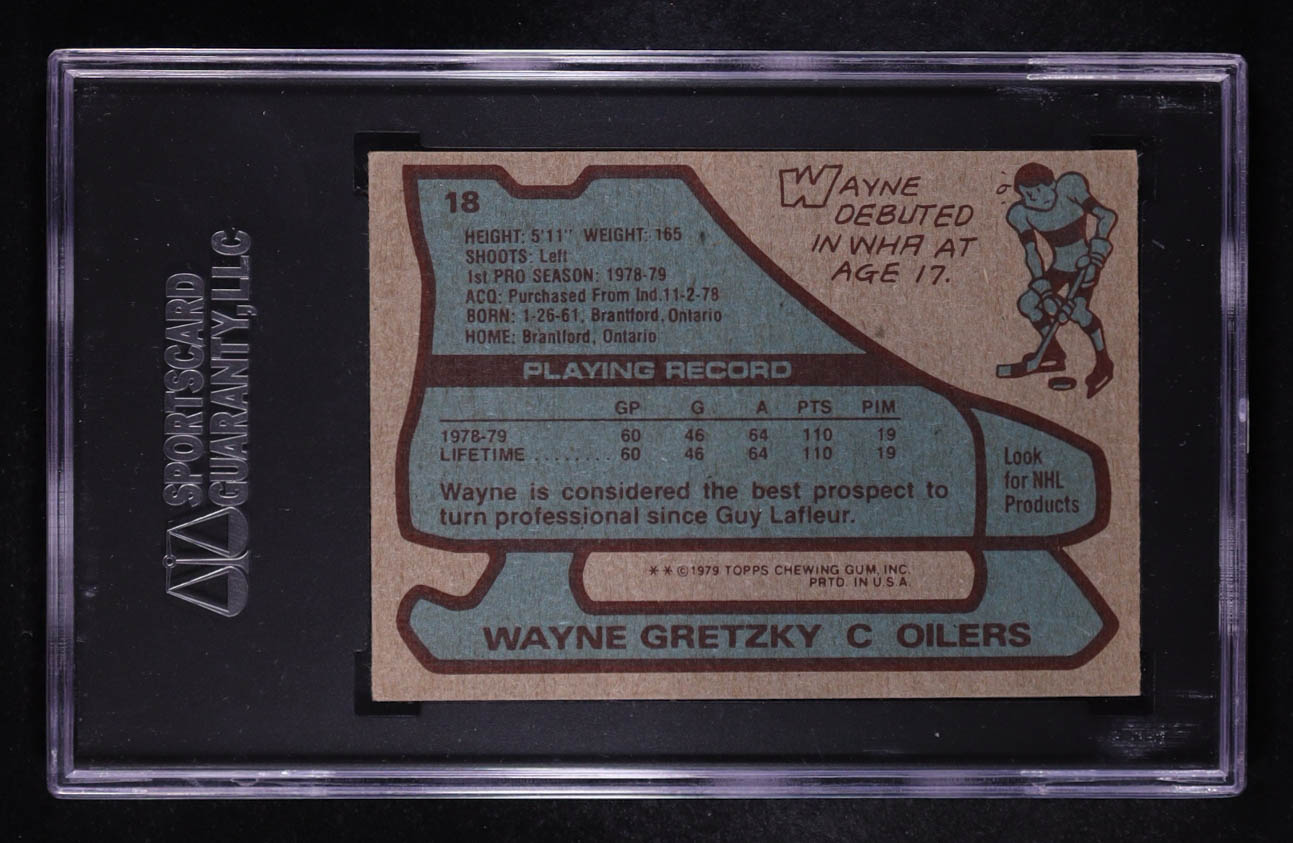 SPORTSCARD
GUARANTY, LLC
18
HEIGHT: 5'11" WEIGHT: 165
SHOOTS: Left
1st PRO SEASON: 1978-79
ACQ: Purchased From Ind. 11-2-78
BORN: 1-26-61, Brantford, Ontario
HOME: Brantford, Ontario
WAYNE
DEBUTED
IN WHA AT
AGE 17.
PLAYING RECORD
GP G A PTS PIM
1978-79 60 46 64 110 19
LIFETIME ........ 60 46 64 110 19
Wayne is considered the best prospect to
turn professional since Guy Lafleur.
Look
for NHL
Products
* * © 1979 TOPPS CHEWING GUM, INC.
PRTD. IN U.S.A.
WAYNE GRETZKY C OILERS